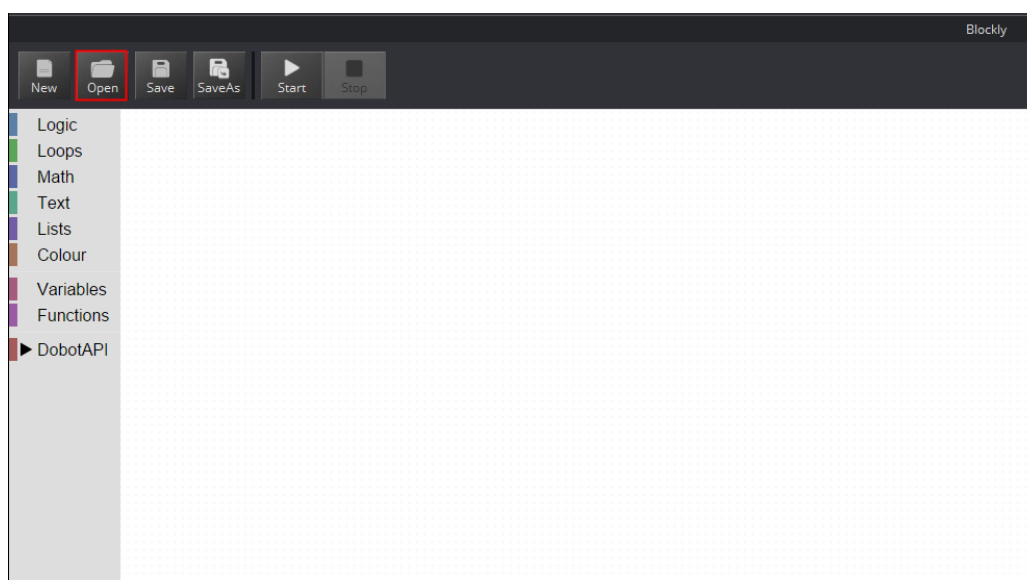 Blockly
New Open Save SaveAs Start Stop
Logic
Loops
Math
Text
Lists
Colour
Variables
Functions
DobotAPI